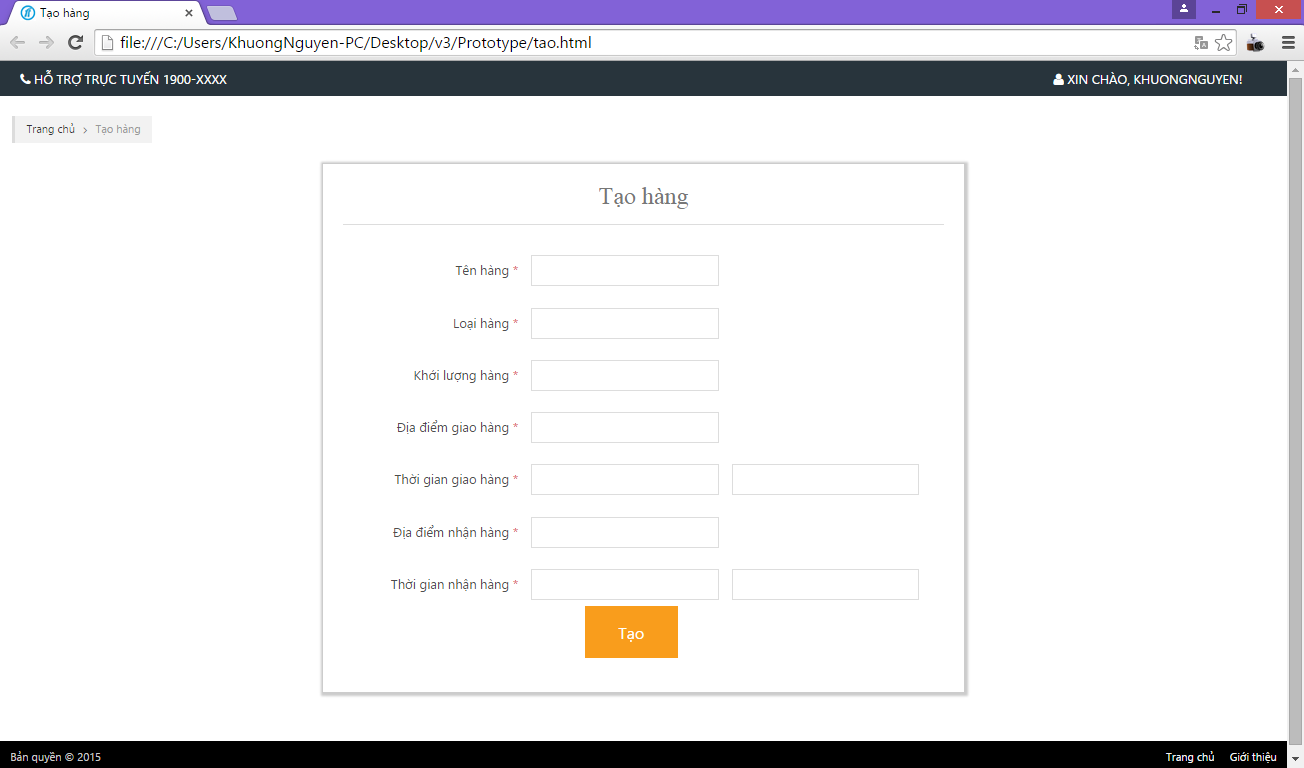 Tạo hàng
file:///C:/Users/KhuongNguyen-PC/Desktop/v3/Prototype/tao.html
HỖ TRỢ TRỰC TUYẾN 1900-XXXX
XIN CHÀO, KHUONGNGUYEN!
Trang chủ > Tạo hàng
Tạo hàng
Tên hàng *
Loại hàng *
Khới lượng hàng *
Địa điểm giao hàng *
Thời gian giao hàng *
Địa điểm nhận hàng *
Thời gian nhận hàng *
Tạo
Bản quyền © 2015
Trang chủ Giới thiệu